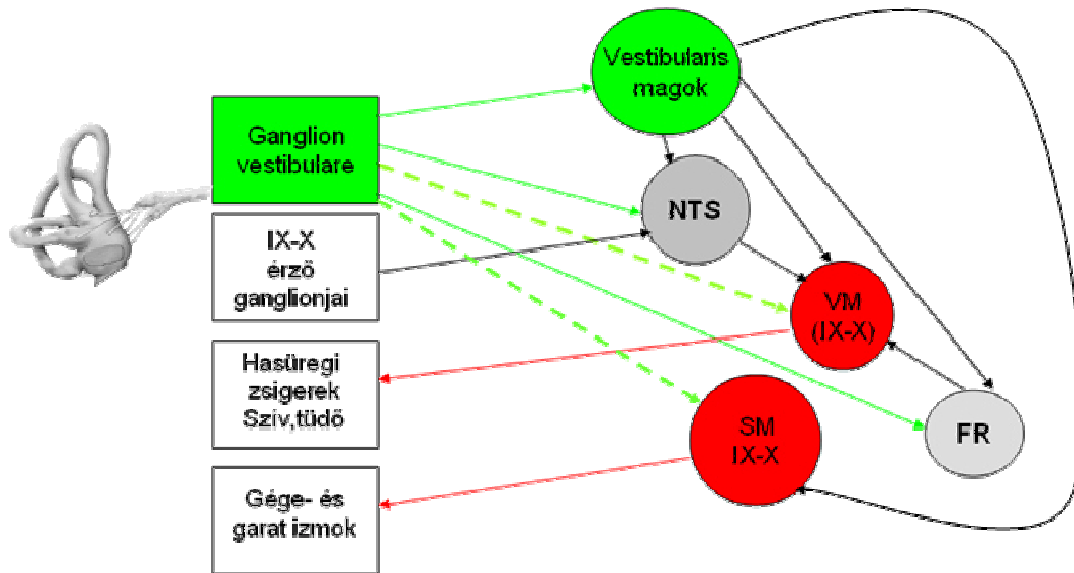 Vestibularis
magok
Ganglion
vestibulare
NTS
IX-X
érző
ganglionjai
VM
(IX-X)
Hasüregi
zsigerek
Szív,tüdő
SM
IX-X
FR
Gége- és
garat izmok